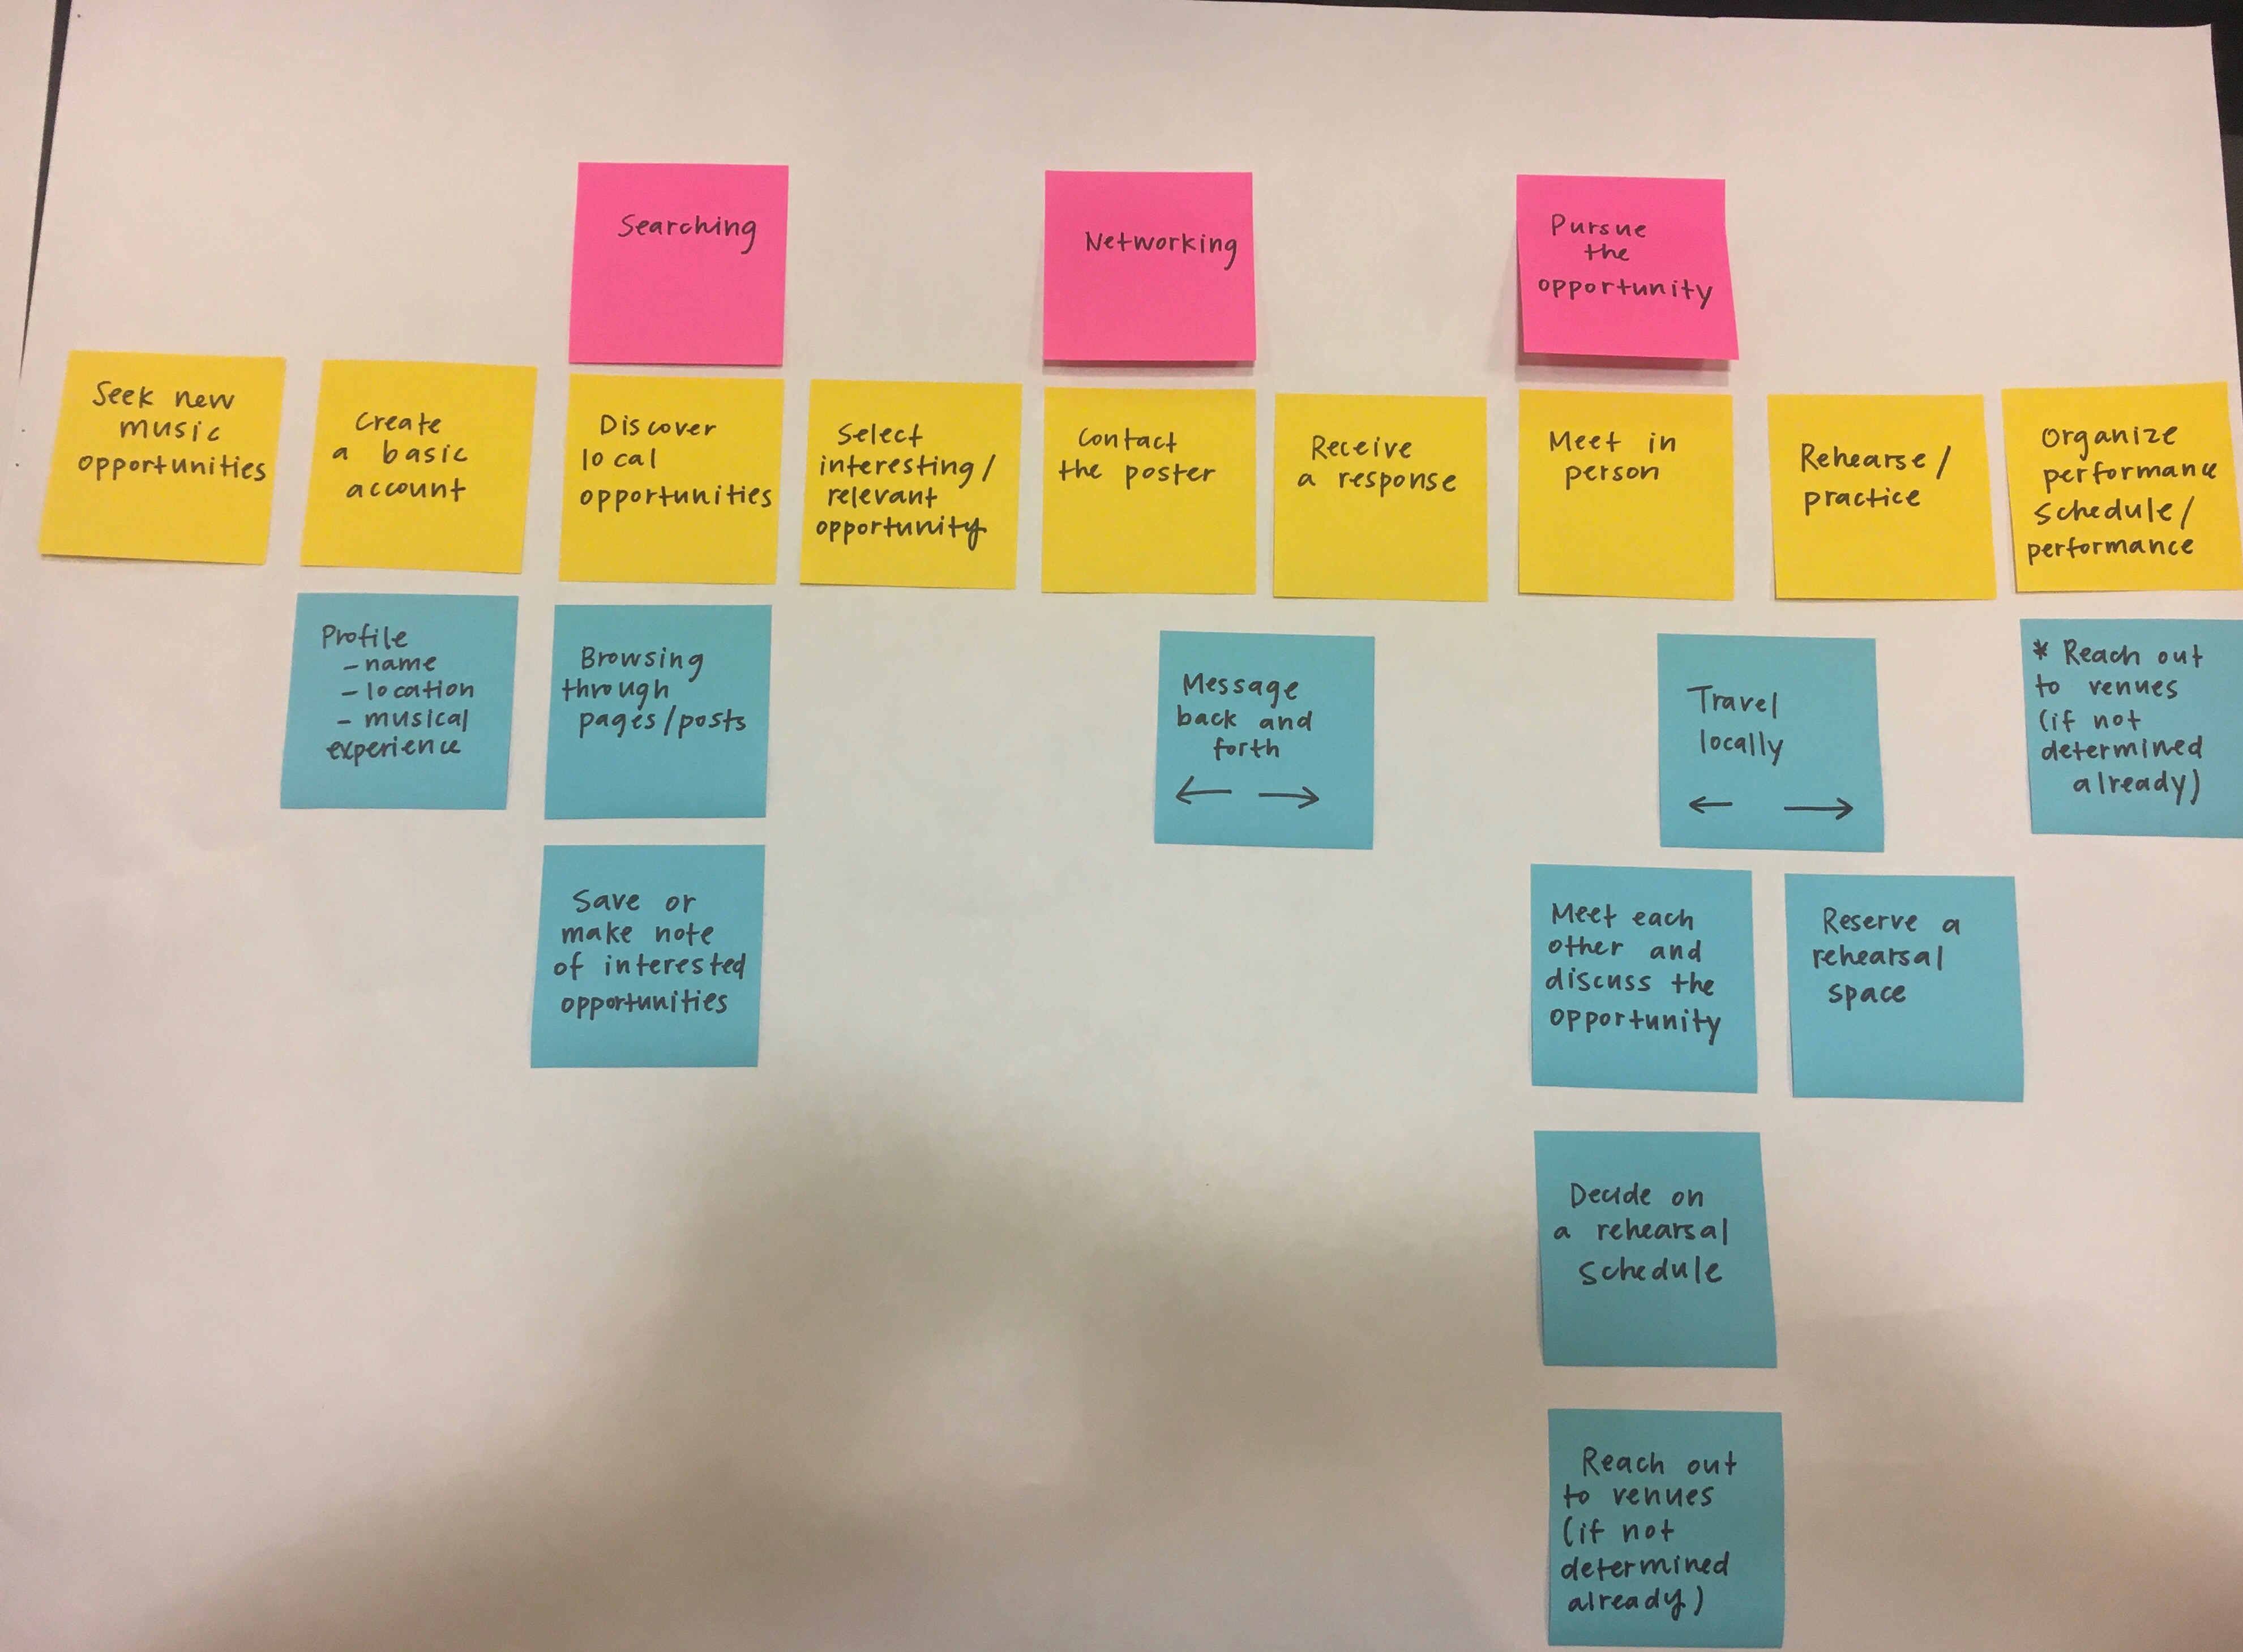 Searching
Networking
Pursue
the
opportunity
Seek new
music
opportunities
Create
a basic
account
Discover
local
opportunities
Select
interesting/
relevant
opportunity
Contact
the poster
Receive
a response
Meet in
person
Rehearse/
practice
Organize
performance
schedule/
performance
Profile
- name
- location
- musical
experience
Browsing
through
pages/posts
Message
back and
forth
← →
Travel
locally
← →
* Reach out
to venues
(if not
determined
already)
Save or
make note
of interested
opportunities
Meet each
other and
discuss the
opportunity
Reserve a
rehearsal
space
Decide on
a rehearsal
schedule
Reach out
to venues
(if not
determined
already)